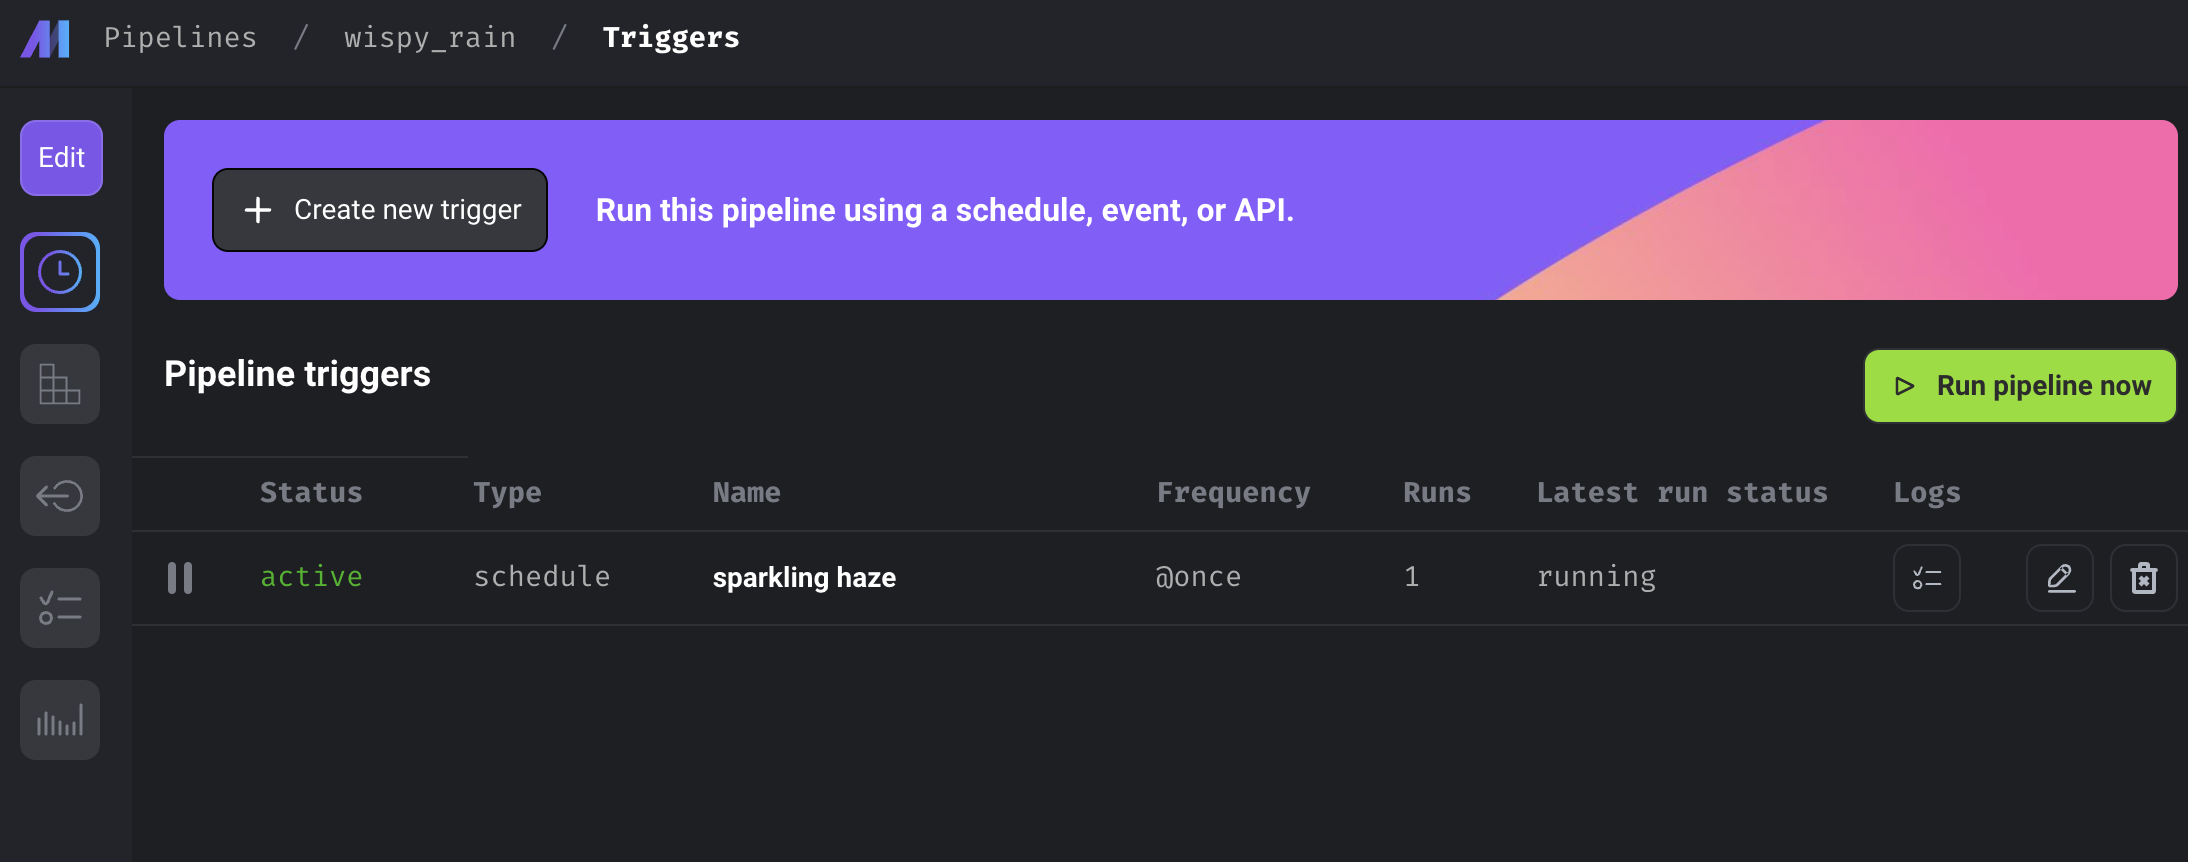 Pipelines / wispy_rain / Triggers
Edit
Create new trigger
Run this pipeline using a schedule, event, or API.
Pipeline triggers
Run pipeline now
Status Type Name Frequency Runs Latest run status Logs
active schedule sparkling haze @once 1 running